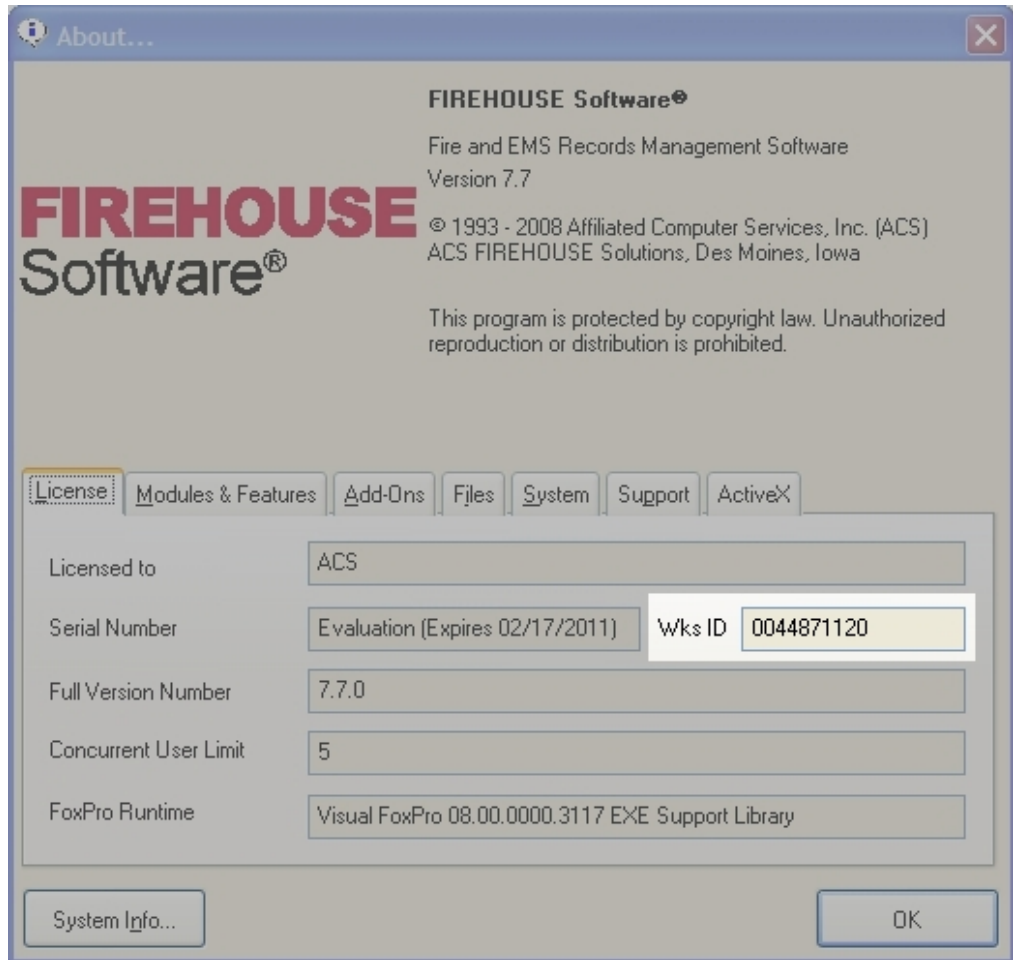 About...
FIREHOUSE Software®
Fire and EMS Records Management Software
Version 7.7
FIREHOUSE
Software®
© 1993 - 2008 Affiliated Computer Services, Inc. (ACS)
ACS FIREHOUSE Solutions, Des Moines, Iowa
This program is protected by copyright law. Unauthorized
reproduction or distribution is prohibited.
License Modules & Features Add-Ons Files System Support ActiveX
Licensed to ACS
Serial Number Evaluation (Expires 02/17/2011) Wks ID 0044871120
Full Version Number 7.7.0
Concurrent User Limit 5
FoxPro Runtime Visual FoxPro 08.00.0000.3117 EXE Support Library
System Info... OK